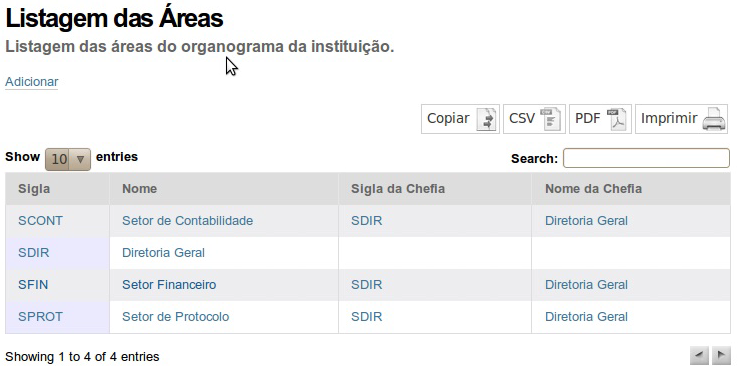 Listagem das Áreas
Listagem das áreas do organograma da instituição.
Adicionar
Copiar CSV PDF Imprimir
Show 10 entries Search:
Sigla Nome Sigla da Chefia Nome da Chefia
SCONT Setor de Contabilidade SDIR Diretoria Geral
SDIR Diretoria Geral
SFIN Setor Financeiro SDIR Diretoria Geral
SPROT Setor de Protocolo SDIR Diretoria Geral
Showing 1 to 4 of 4 entries